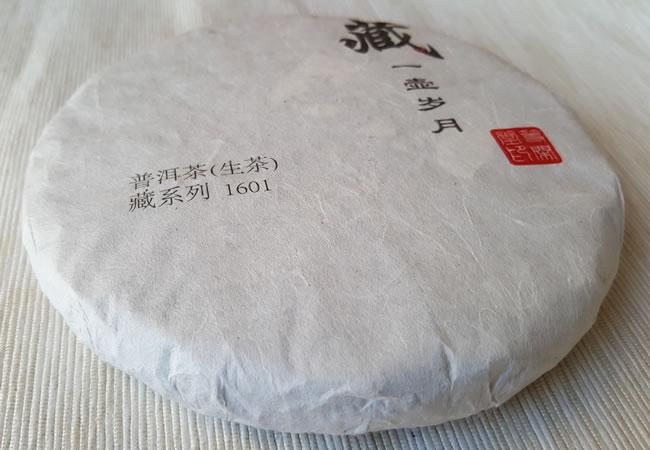 藏
一壶岁月
普洱茶(生茶)
藏系列 1601